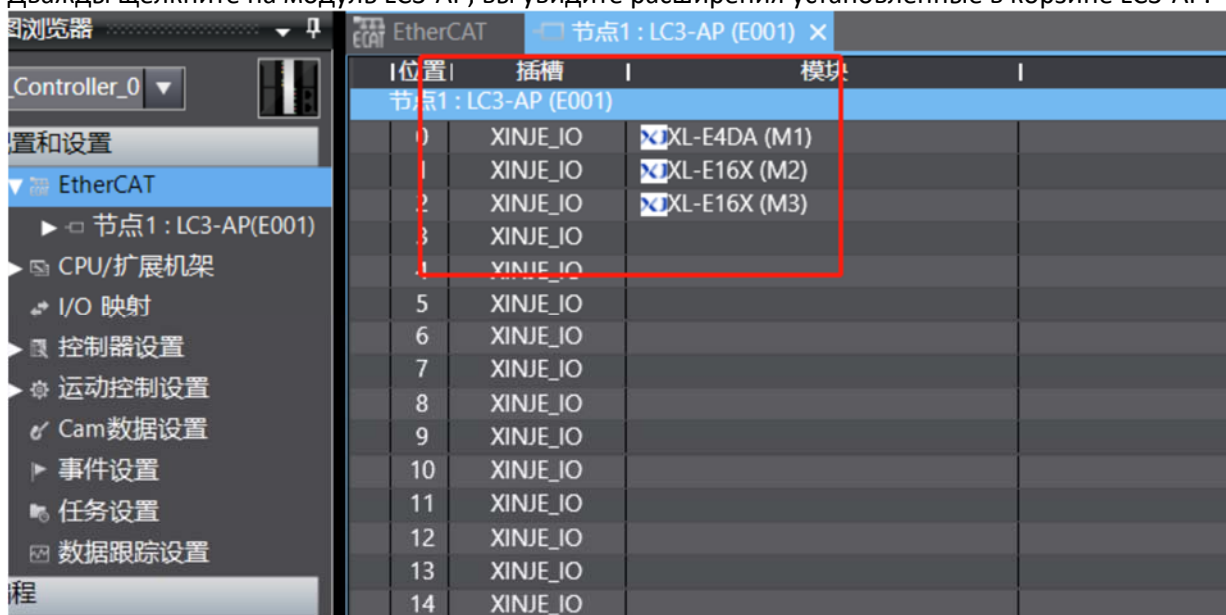 Дважды щелкните на модуль LC3-AP, вы увидите расширения установленные в корзине LC3-AP.
图浏览器
_Controller_0
配置和设置
EtherCAT
节点1 : LC3-AP(E001)
CPU/扩展机架
I/O 映射
控制器设置
运动控制设置
Cam数据设置
事件设置
任务设置
数据跟踪设置
编程
EtherCAT 节点1 : LC3-AP (E001)
位置 插槽 模块
节点1 : LC3-AP (E001)
0 XINJE_IO XL-E4DA (M1)
1 XINJE_IO XL-E16X (M2)
2 XINJE_IO XL-E16X (M3)
3 XINJE_IO
4 XINJE_IO
5 XINJE_IO
6 XINJE_IO
7 XINJE_IO
8 XINJE_IO
9 XINJE_IO
10 XINJE_IO
11 XINJE_IO
12 XINJE_IO
13 XINJE_IO
14 XINJE_IO